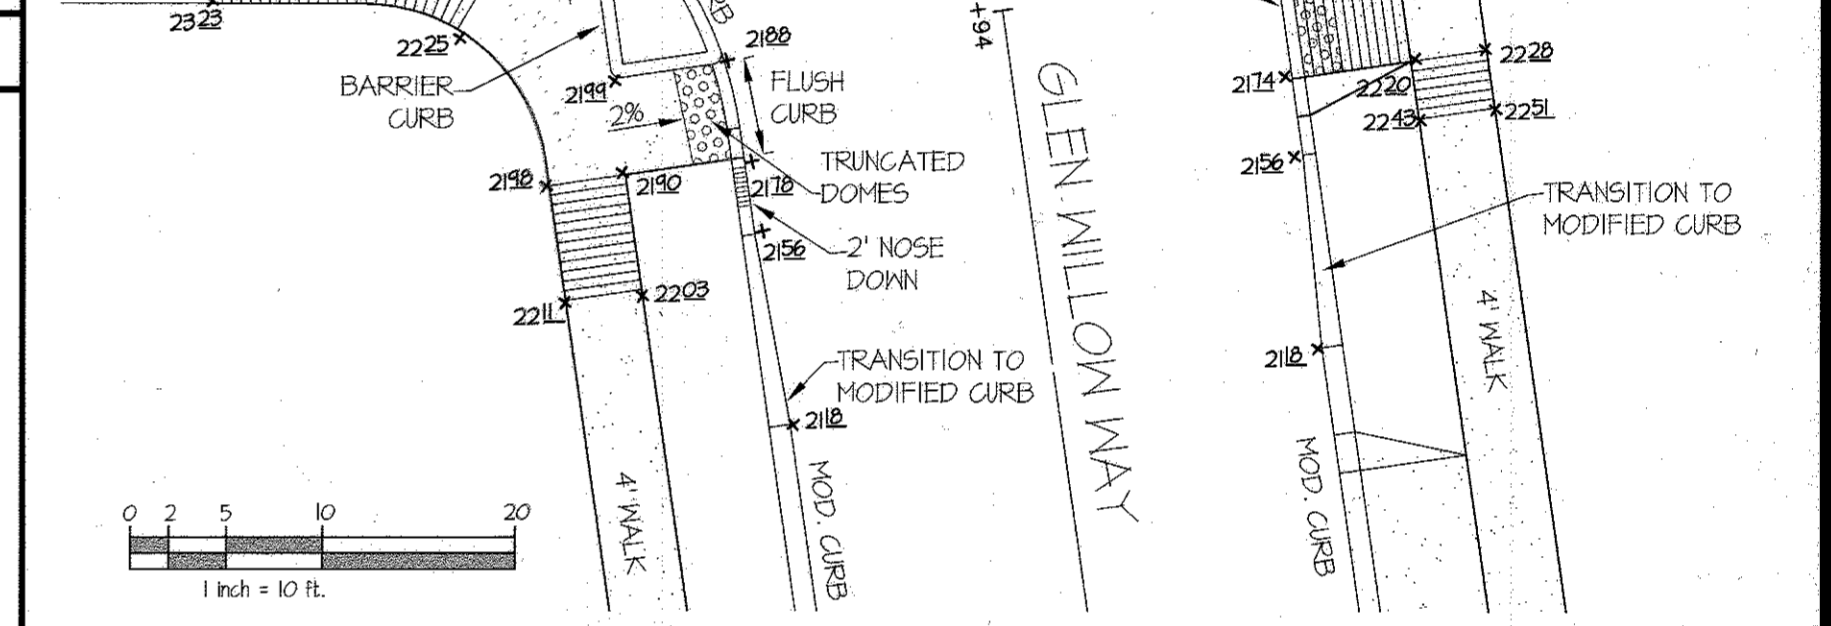 2323
2225
BARRIER
CURB
2199
2%
2188
FLUSH
CURB
TRUNCATED
DOMES
2198
2190
2178
2156
2' NOSE
DOWN
2211
2203
TRANSITION TO
MODIFIED CURB
2118
4' WALK
MOD. CURB
+94
GLEN WILLOW WAY
2174
2220
2228
2243
2251
2156
TRANSITION TO
MODIFIED CURB
2118
4' WALK
MOD. CURB
0 2 5 10 20
1 inch = 10 ft.